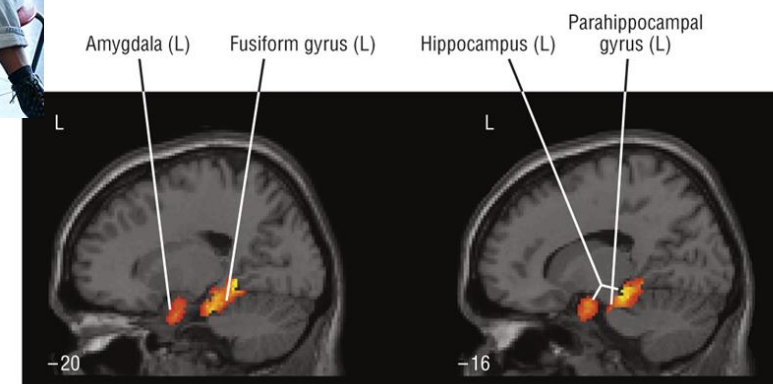 Amygdala (L)
Fusiform gyrus (L)
Hippocampus (L)
Parahippocampal
gyrus (L)
L
L
–20
–16